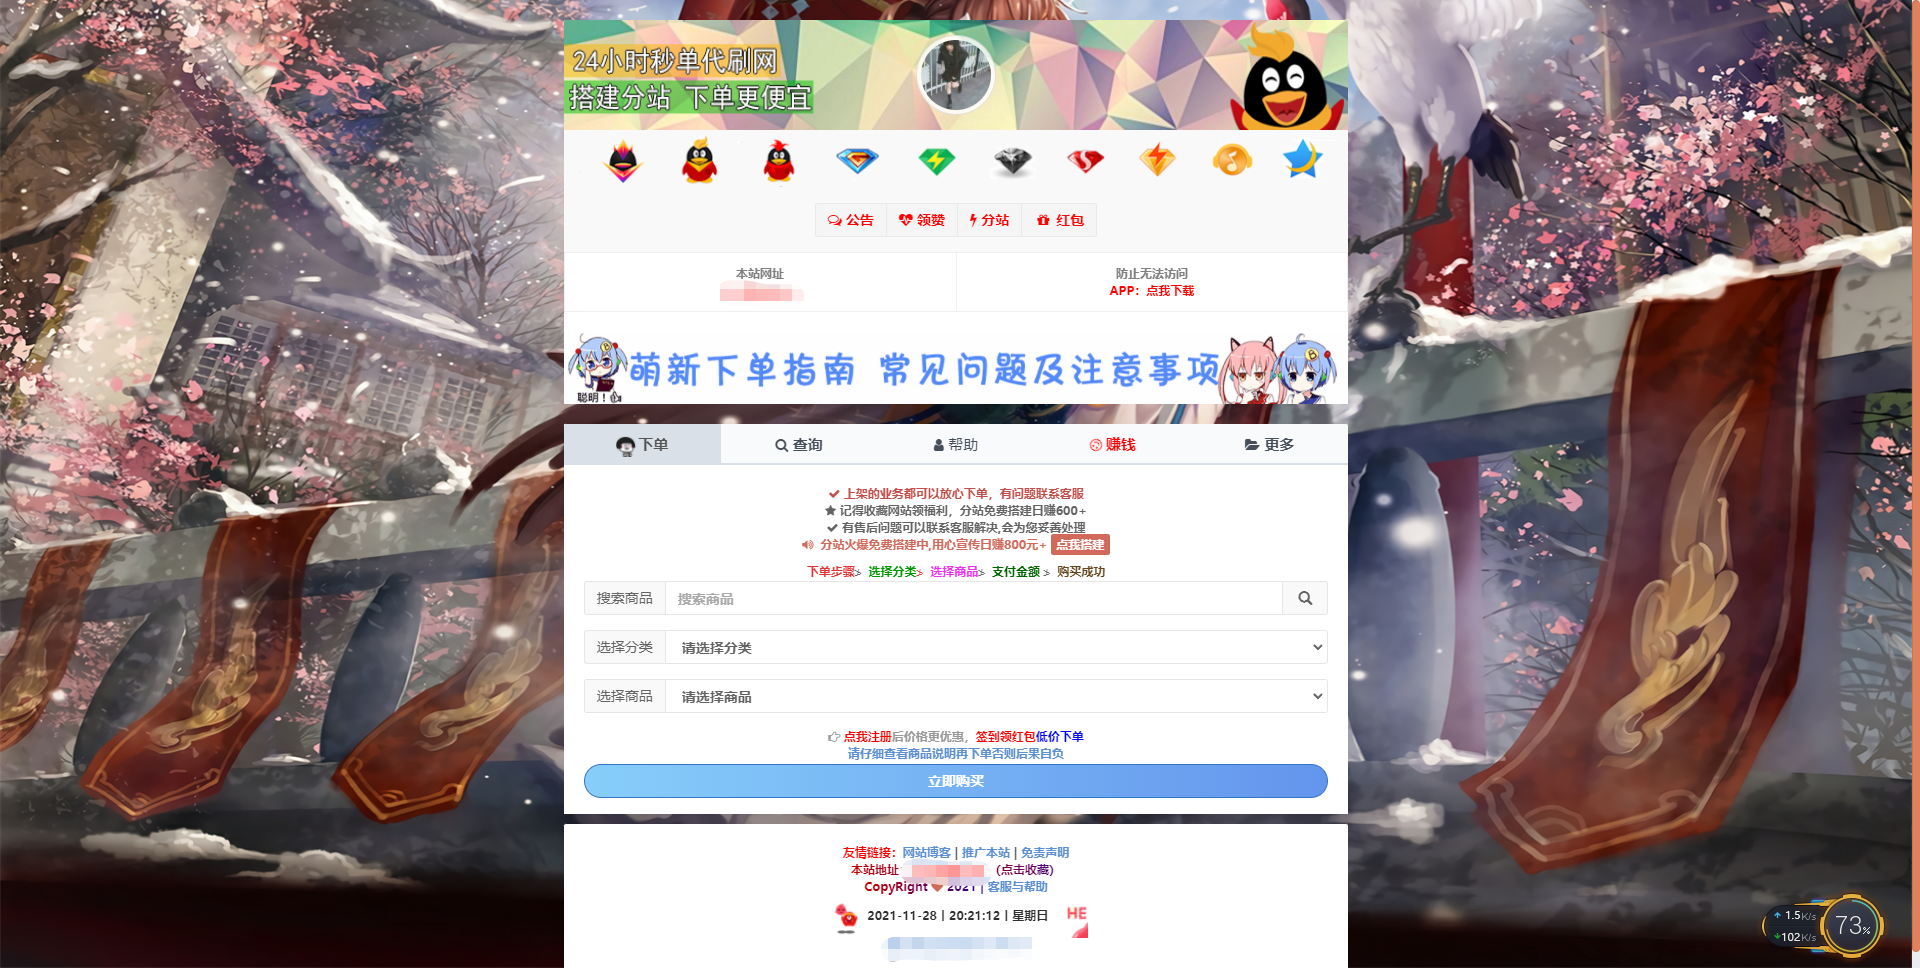 24小时秒单代刷网
搭建分站 下单更便宜
公告 领赞 分站 红包
本站网址
防止无法访问
APP：点我下载
萌新下单指南 常见问题及注意事项
聪明！
下单 查询 帮助 赚钱 更多
上架的业务都可以放心下单，有问题联系客服
记得收藏网站领福利，分站免费搭建日赚600+
有售后问题可以联系客服解决,会为您妥善处理
分站火爆免费搭建中,用心宣传日赚800元+ 点我搭建
下单步骤> 选择分类> 选择商品> 支付金额 > 购买成功
搜索商品 搜索商品
选择分类 请选择分类
选择商品 请选择商品
点我注册后价格更优惠，签到领红包低价下单
请仔细查看商品说明再下单否则后果自负
立即购买
友情链接：网站博客 | 推广本站 | 免责声明
本站地址 (点击收藏)
CopyRight 2021 | 客服与帮助
2021-11-28 | 20:21:12 | 星期日
HE
1.5K/s
102K/s
73%